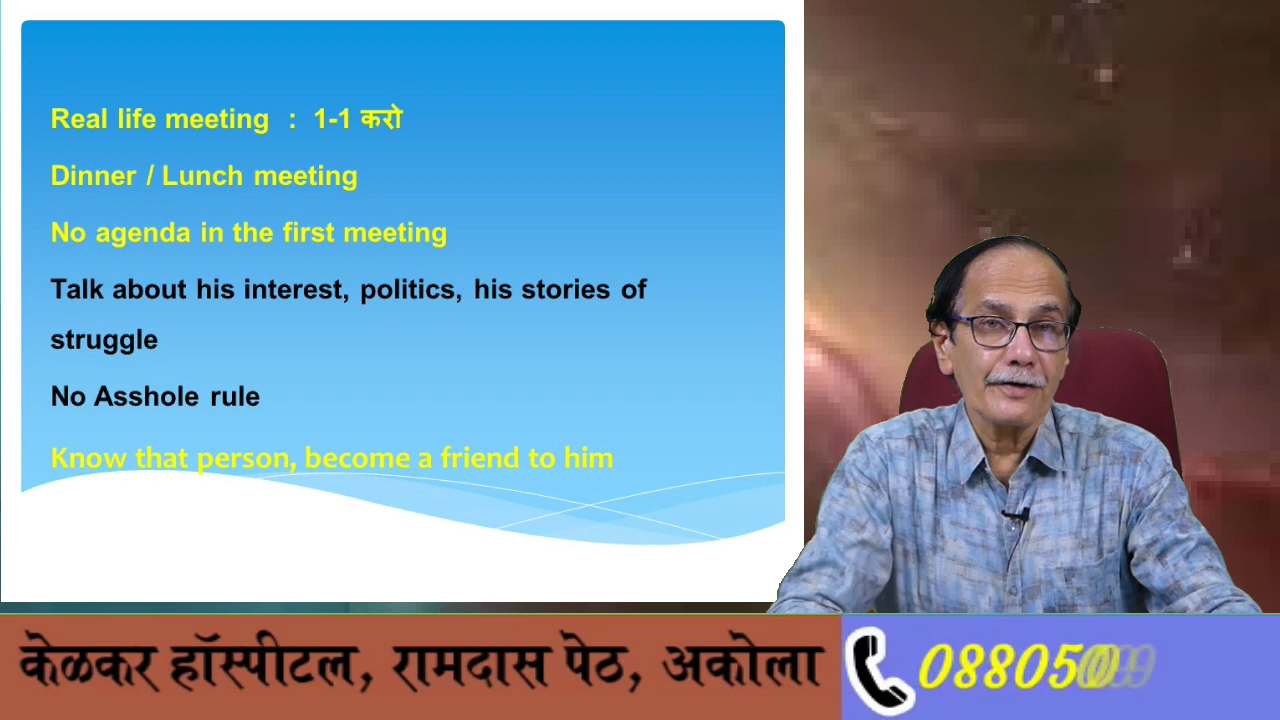 Real life meeting : 1-1 करो
Dinner / Lunch meeting
No agenda in the first meeting
Talk about his interest, politics, his stories of
struggle
No Asshole rule
Know that person, become a friend to him
केळकर हॉस्पीटल, रामदास पेठ, अकोला
08805